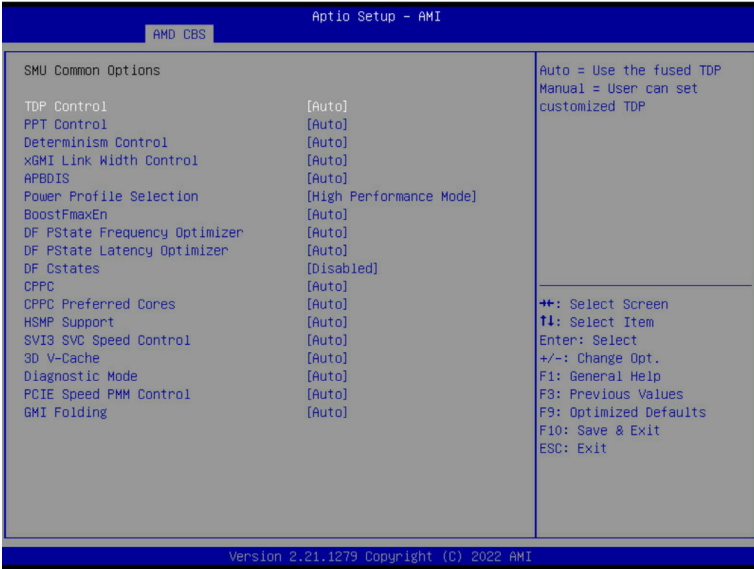 Aptio Setup - AMI
AMD CBS
SMU Common Options
TDP Control [Auto]
PPT Control [Auto]
Determinism Control [Auto]
xGMI Link Width Control [Auto]
APBDIS [Auto]
Power Profile Selection [High Performance Mode]
BoostFmaxEn [Auto]
DF PState Frequency Optimizer [Auto]
DF PState Latency Optimizer [Auto]
DF Cstates [Disabled]
CPPC [Auto]
CPPC Preferred Cores [Auto]
HSMP Support [Auto]
SVI3 SVC Speed Control [Auto]
3D V-Cache [Auto]
Diagnostic Mode [Auto]
PCIE Speed PMM Control [Auto]
GMI Folding [Auto]
Auto = Use the fused TDP
Manual = User can set
customized TDP
→←: Select Screen
↑↓: Select Item
Enter: Select
+/-: Change Opt.
F1: General Help
F3: Previous Values
F9: Optimized Defaults
F10: Save & Exit
ESC: Exit
Version 2.21.1279 Copyright (C) 2022 AMI